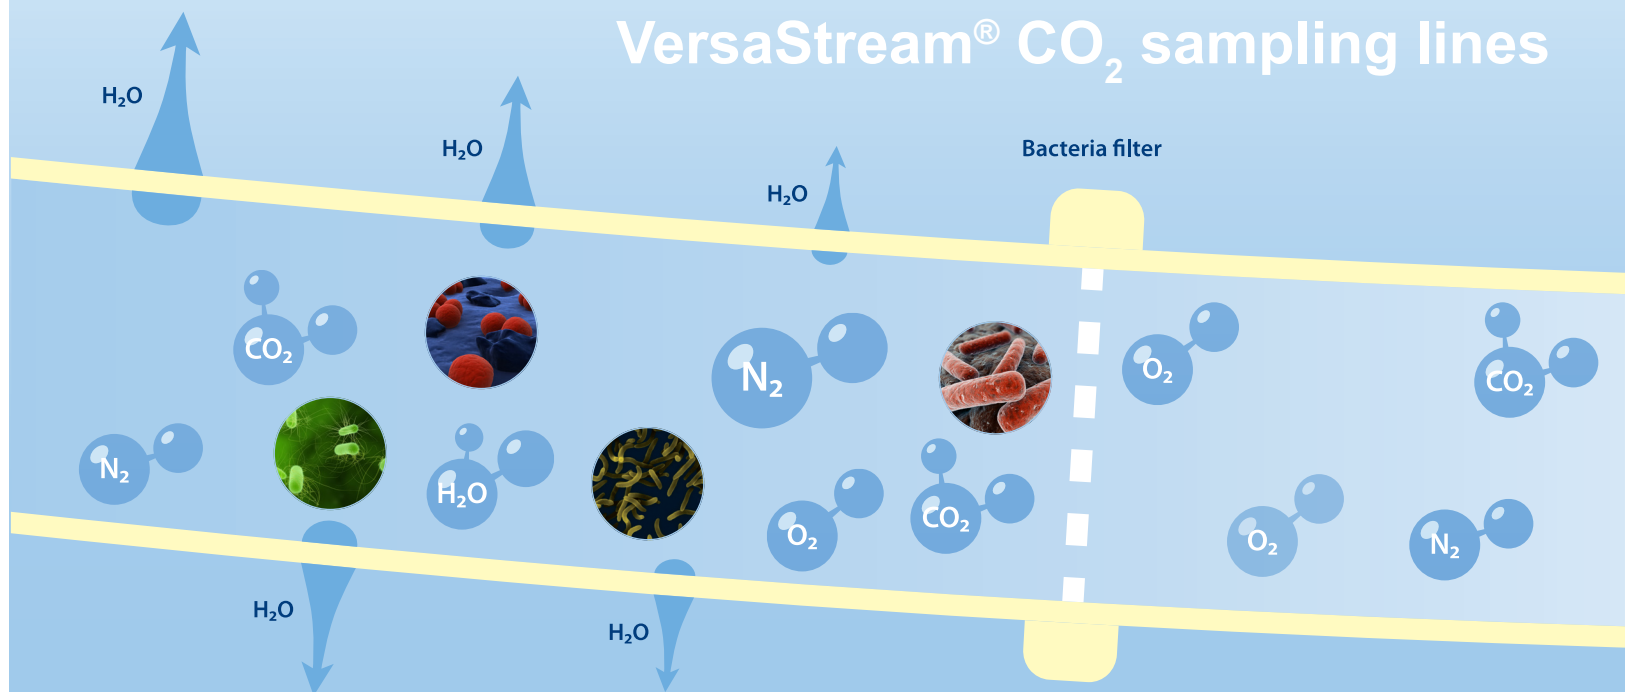 VersaStream® CO₂ sampling lines
H₂O
H₂O
Bacteria filter
H₂O
CO₂
O₂
CO₂
N₂
N₂
H₂O
O₂
CO₂
O₂
N₂
H₂O
H₂O